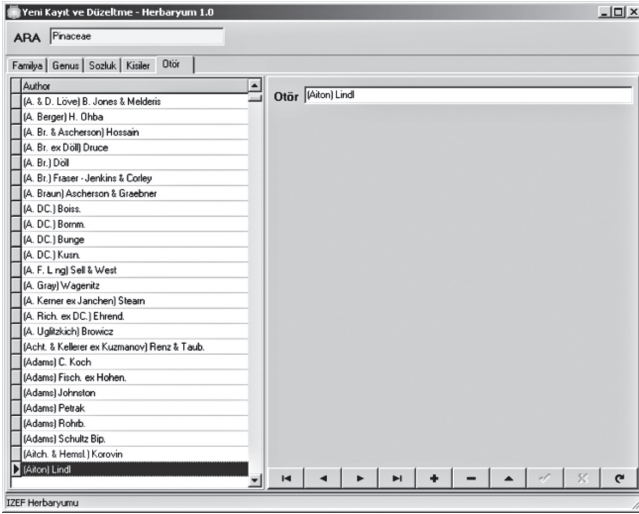 Yeni Kayıt ve Düzeltme - Herbaryum 1.0
ARA Pinaceae
Familya Genus Sozluk Kisiler Otör
Author
(A. & D. Löve) B. Jones & Melderis
(A. Berger) H. Ohba
(A. Br. & Ascherson) Hossain
(A. Br. ex Döll) Druce
(A. Br.) Döll
(A. Br.) Fraser - Jenkins & Corley
(A. Braun) Ascherson & Graebner
(A. DC.) Boiss.
(A. DC.) Bornm.
(A. DC.) Bunge
(A. DC.) Kusn.
(A. F. L ng) Sell & West
(A. Gray) Wagenitz
(A. Kerner ex Janchen) Stearn
(A. Rich. ex DC.) Ehrend.
(A. Uglitzkich) Browicz
(Acht. & Kellerer ex Kuzmanov) Renz & Taub.
(Adams) C. Koch
(Adams) Fisch. ex Hohen.
(Adams) Johnston
(Adams) Petrak
(Adams) Rohrb.
(Adams) Schultz Bip.
(Aitch. & Hemsl.) Korovin
(Aiton) Lindl
Otör (Aiton) Lindl
IZEF Herbaryumu